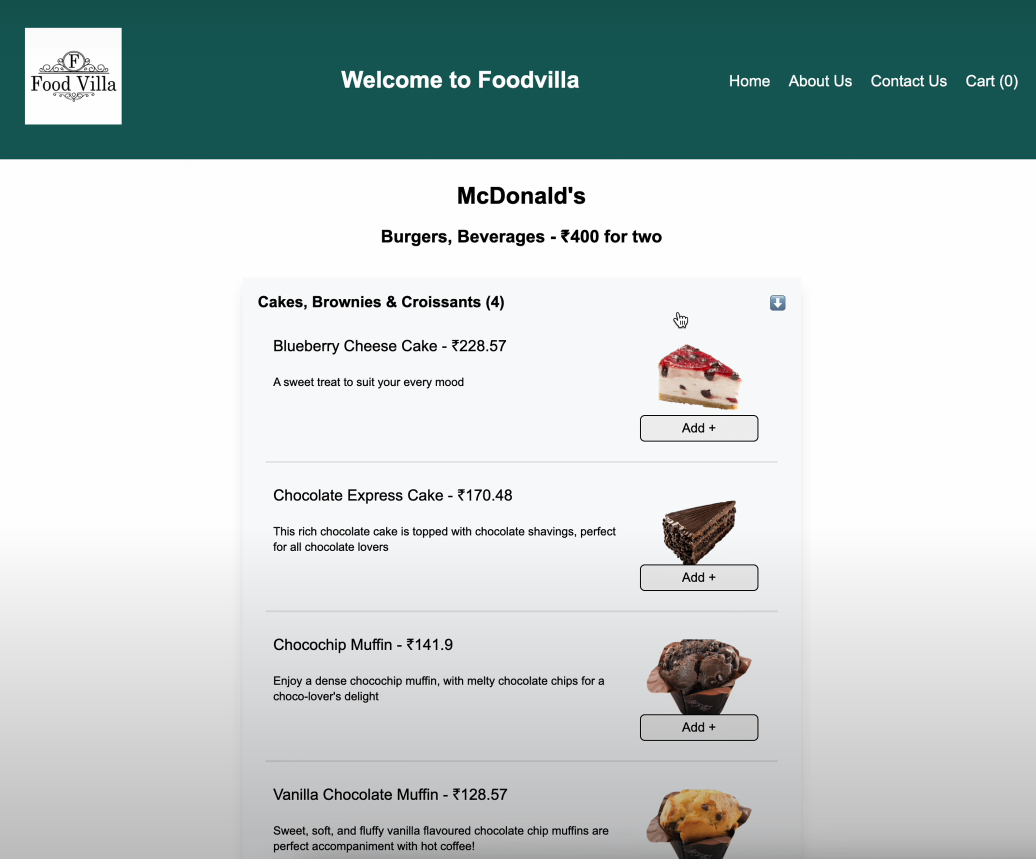 F
Food Villa
Welcome to Foodvilla
Home About Us Contact Us Cart (0)
McDonald's
Burgers, Beverages - ₹400 for two
Cakes, Brownies & Croissants (4)
Blueberry Cheese Cake - ₹228.57
A sweet treat to suit your every mood
Add +
Chocolate Express Cake - ₹170.48
This rich chocolate cake is topped with chocolate shavings, perfect
for all chocolate lovers
Add +
Chocochip Muffin - ₹141.9
Enjoy a dense chocochip muffin, with melty chocolate chips for a
choco-lover's delight
Add +
Vanilla Chocolate Muffin - ₹128.57
Sweet, soft, and fluffy vanilla flavoured chocolate chip muffins are
perfect accompaniment with hot coffee!